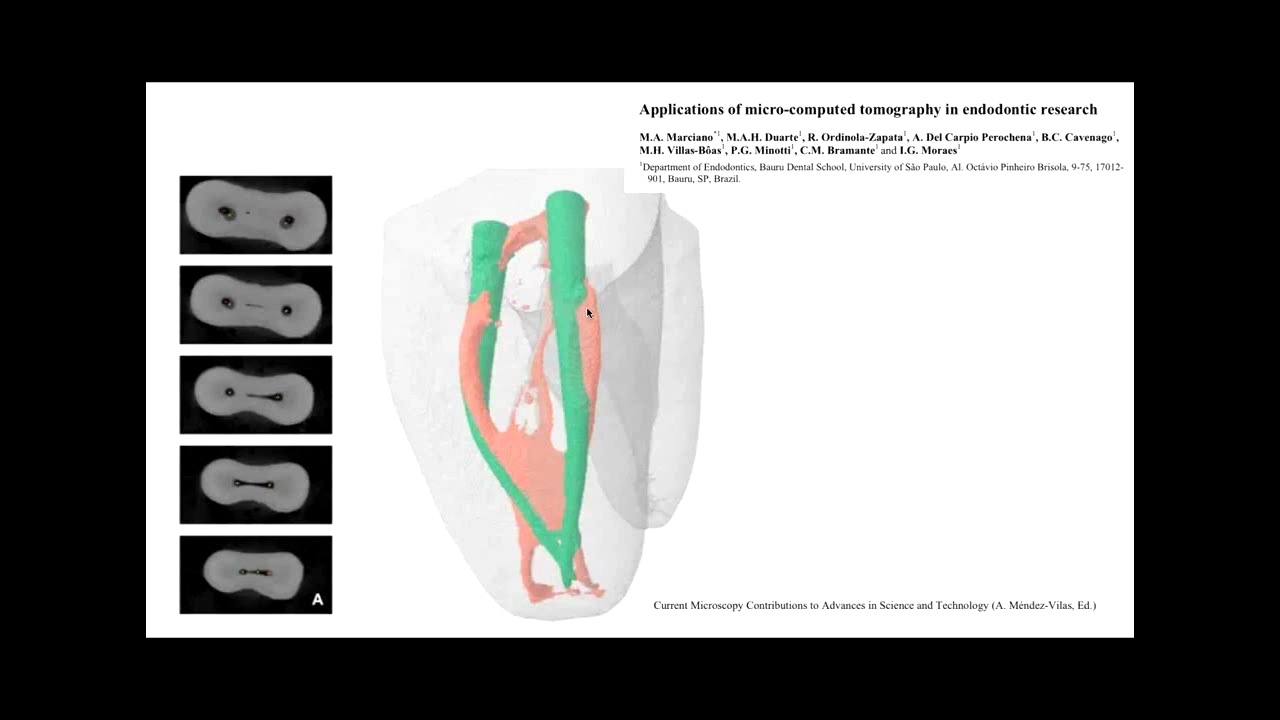 Applications of micro-computed tomography in endodontic research
M.A. Marciano*1, M.A.H. Duarte1, R. Ordinola-Zapata1, A. Del Carpio Perochena1, B.C. Cavenago1,
M.H. Villas-Bôas1, P.G. Minotti1, C.M. Bramante1 and I.G. Moraes1
1Department of Endodontics, Bauru Dental School, University of São Paulo, Al. Octávio Pinheiro Brisola, 9-75, 17012-
901, Bauru, SP, Brazil.
A
Current Microscopy Contributions to Advances in Science and Technology (A. Méndez-Vilas, Ed.)